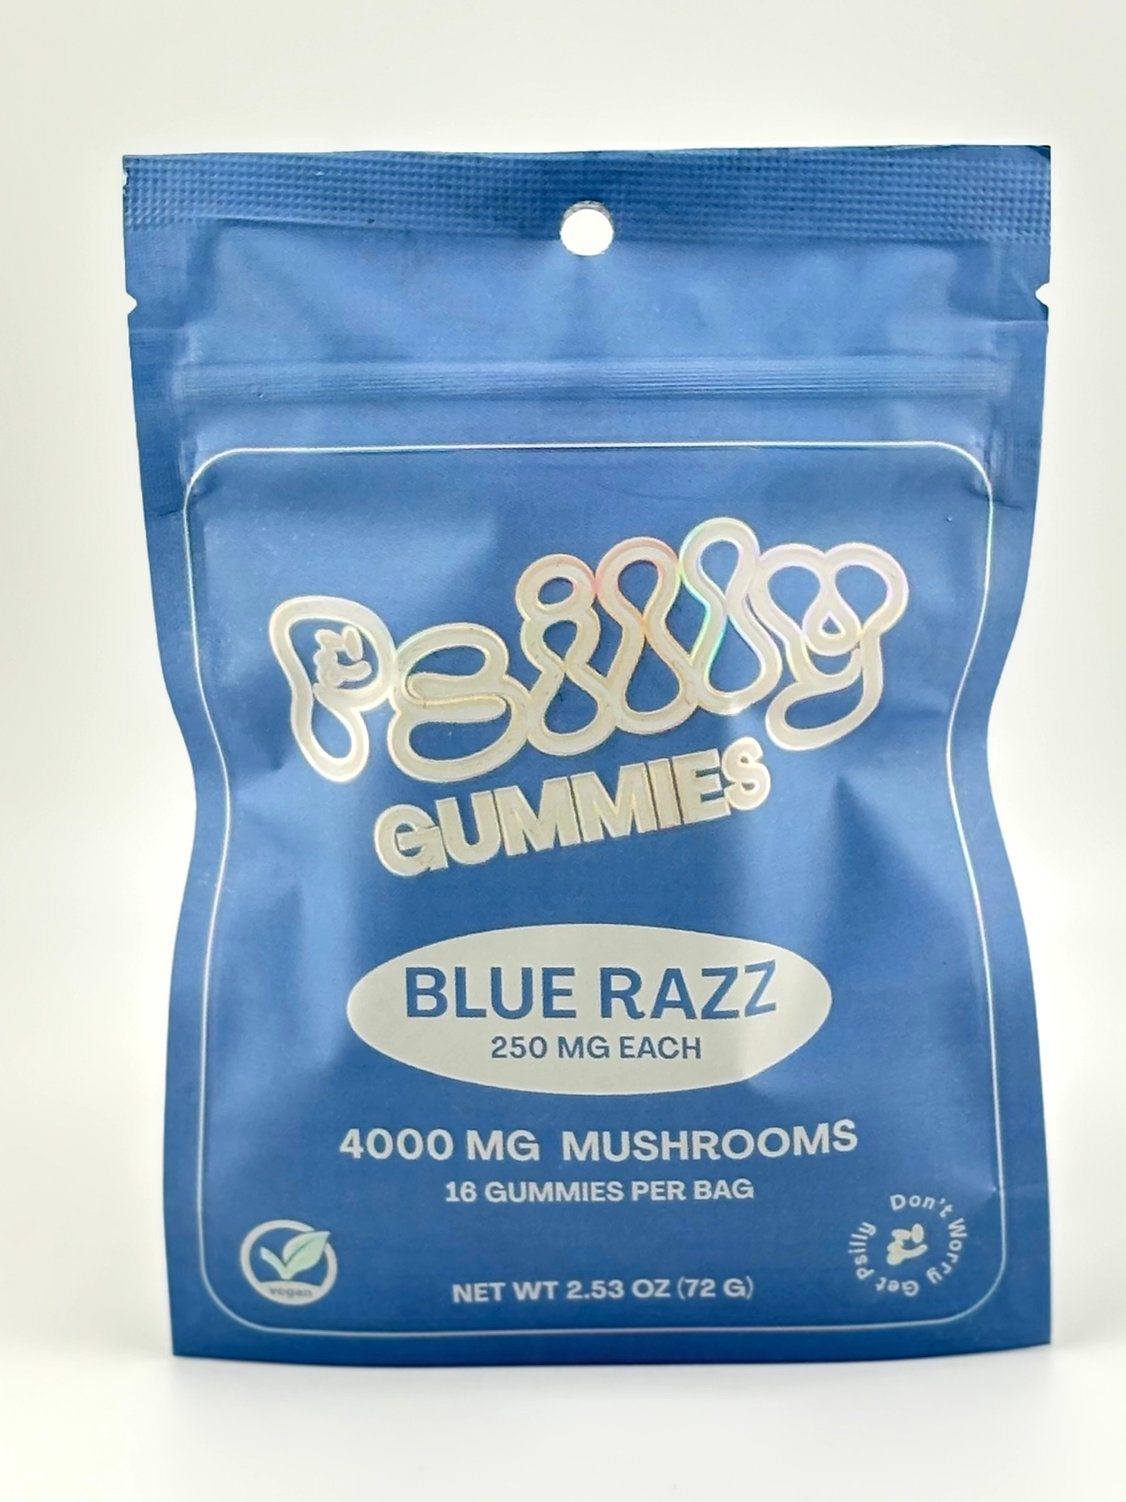 Psilly
GUMMIES
BLUE RAZZ
250 MG EACH
4000 MG MUSHROOMS
16 GUMMIES PER BAG
vegan
NET WT 2.53 OZ (72 G)
Don't Worry Get Psilly